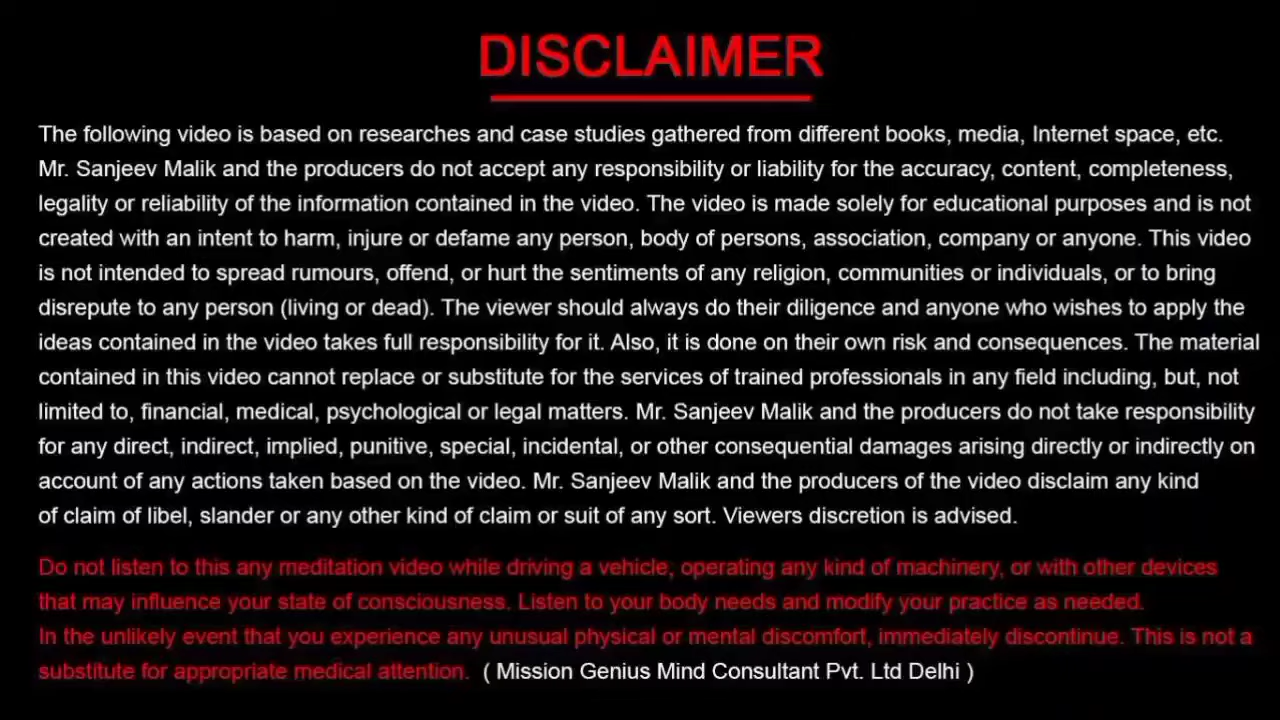 DISCLAIMER
The following video is based on researches and case studies gathered from different books, media, Internet space, etc.
Mr. Sanjeev Malik and the producers do not accept any responsibility or liability for the accuracy, content, completeness,
legality or reliability of the information contained in the video. The video is made solely for educational purposes and is not
created with an intent to harm, injure or defame any person, body of persons, association, company or anyone. This video
is not intended to spread rumours, offend, or hurt the sentiments of any religion, communities or individuals, or to bring
disrepute to any person (living or dead). The viewer should always do their diligence and anyone who wishes to apply the
ideas contained in the video takes full responsibility for it. Also, it is done on their own risk and consequences. The material
contained in this video cannot replace or substitute for the services of trained professionals in any field including, but, not
limited to, financial, medical, psychological or legal matters. Mr. Sanjeev Malik and the producers do not take responsibility
for any direct, indirect, implied, punitive, special, incidental, or other consequential damages arising directly or indirectly on
account of any actions taken based on the video. Mr. Sanjeev Malik and the producers of the video disclaim any kind
of claim of libel, slander or any other kind of claim or suit of any sort. Viewers discretion is advised.
Do not listen to this any meditation video while driving a vehicle, operating any kind of machinery, or with other devices
that may influence your state of consciousness. Listen to your body needs and modify your practice as needed.
In the unlikely event that you experience any unusual physical or mental discomfort, immediately discontinue. This is not a
substitute for appropriate medical attention. ( Mission Genius Mind Consultant Pvt. Ltd Delhi )